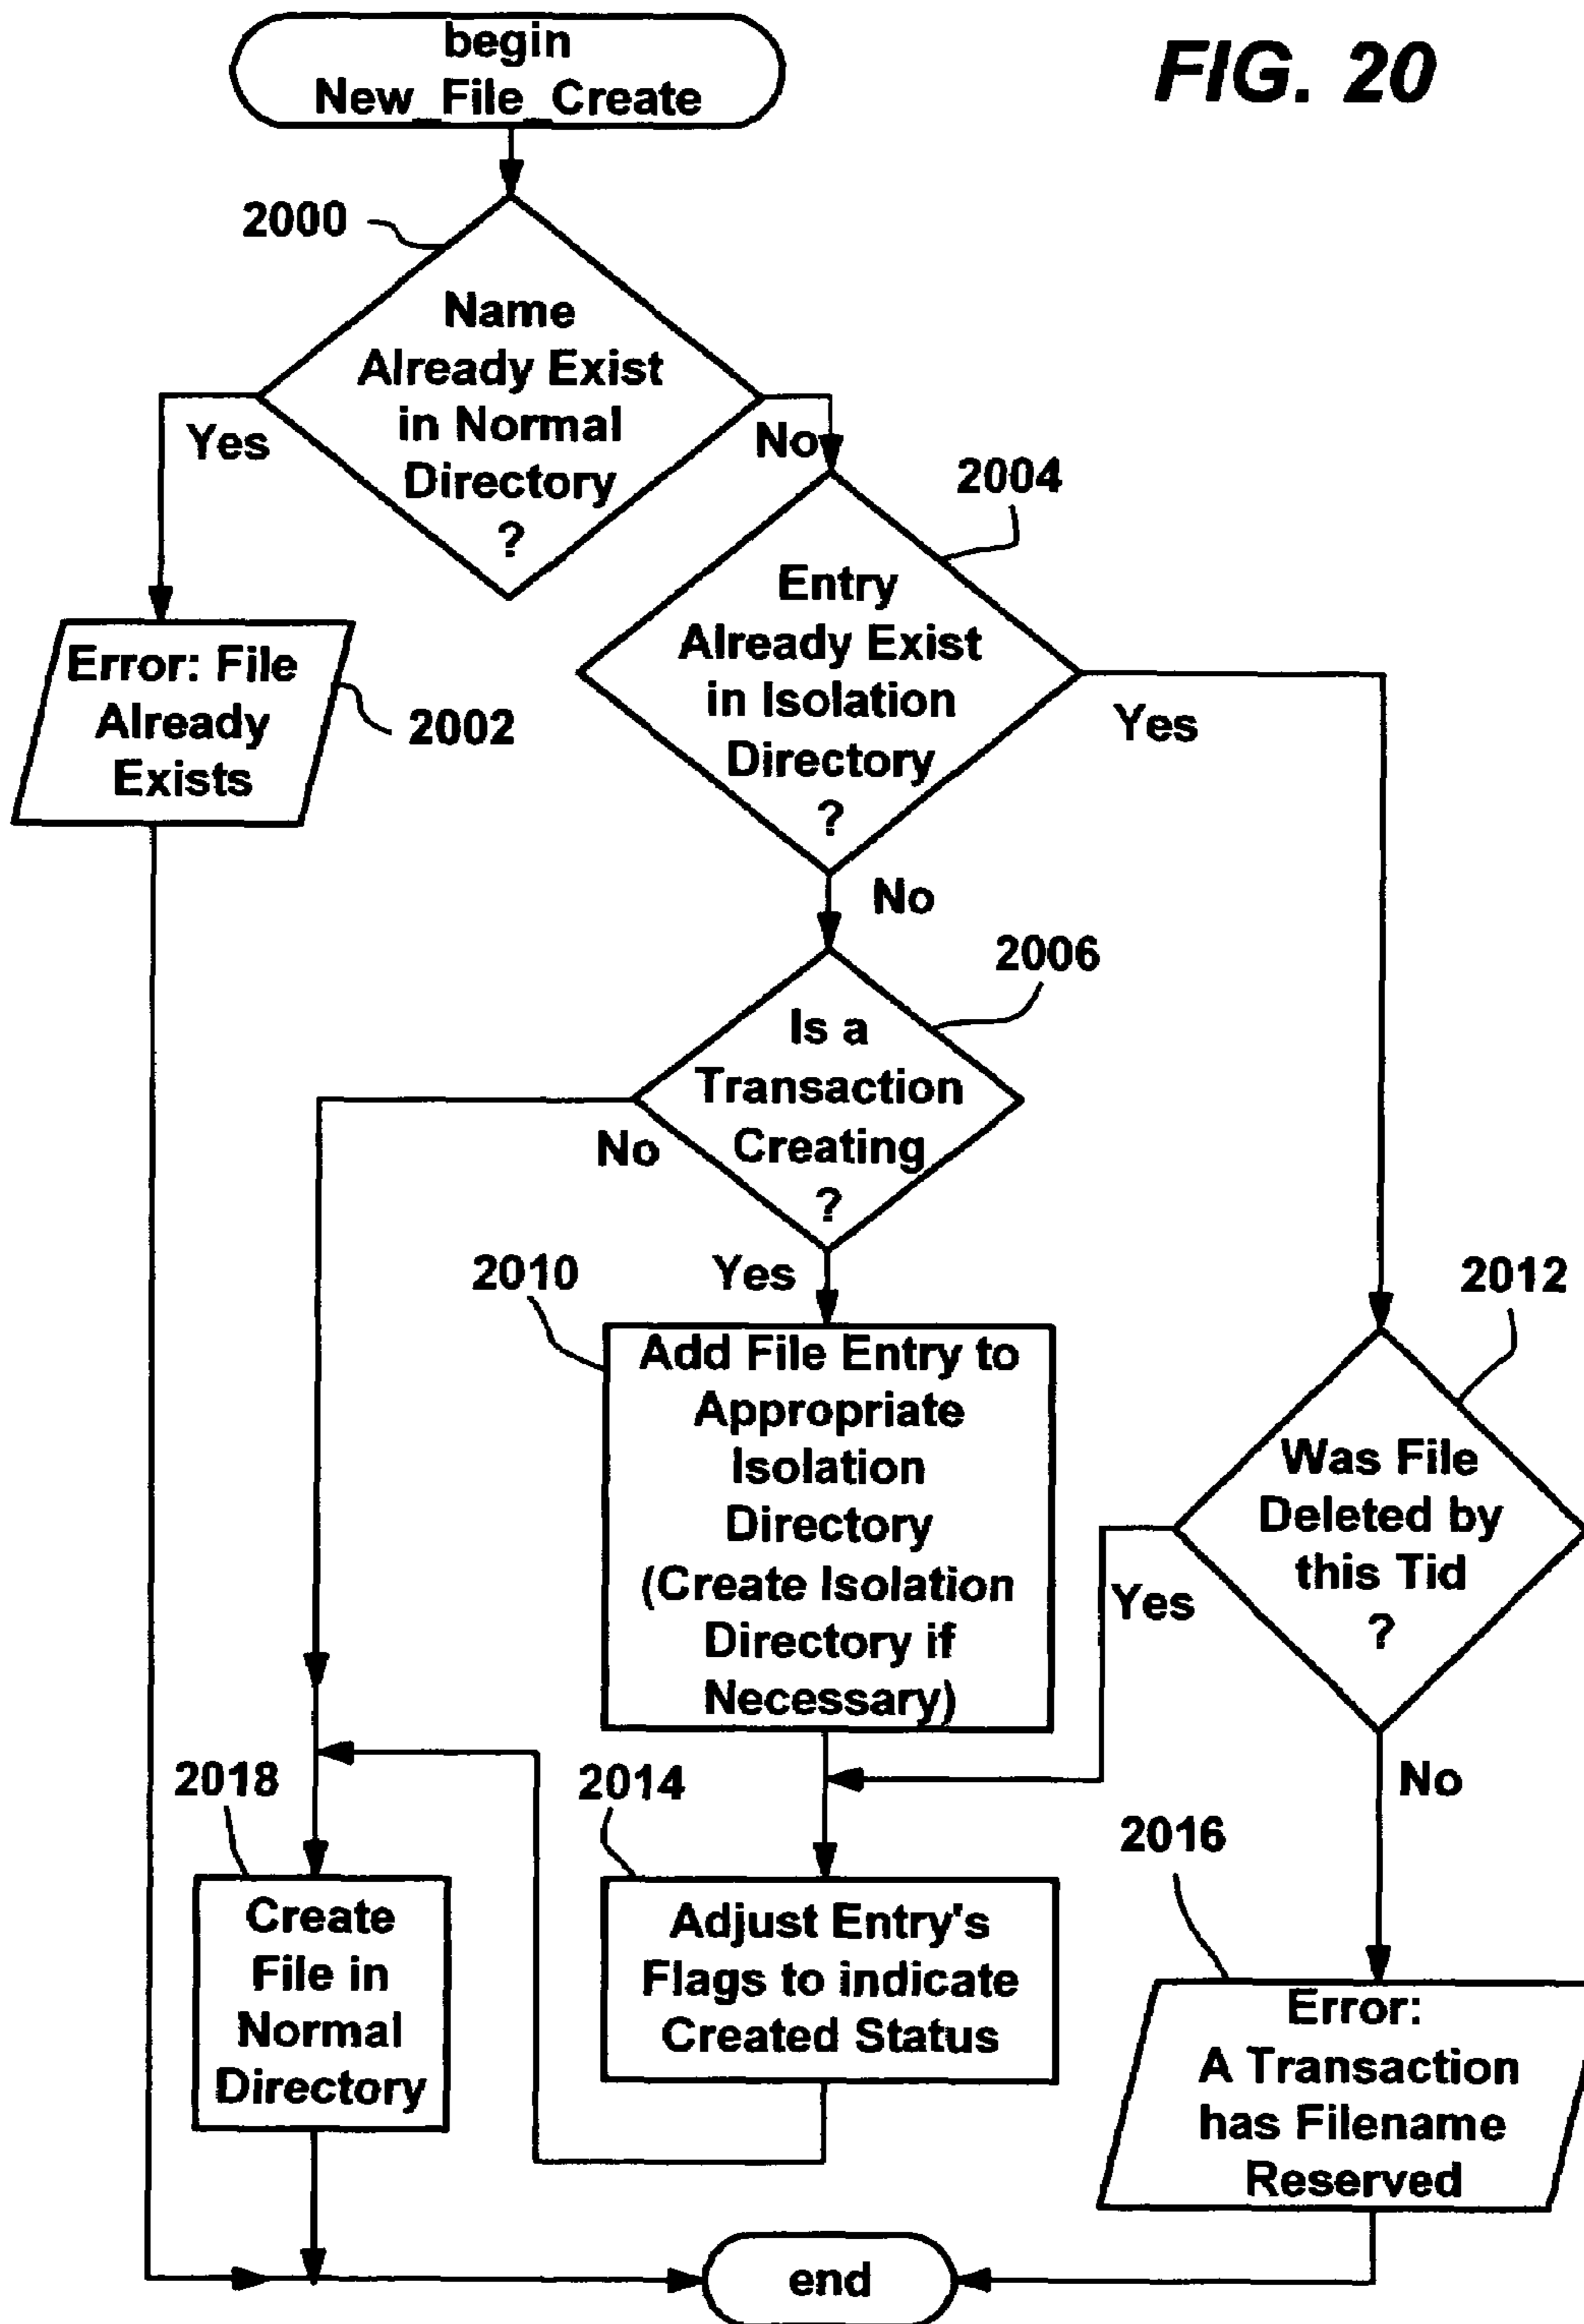 begin
New_File_Create
FIG. 20
2000
Name
Already Exist
in Normal
Directory
?
Yes
No
2004
Entry
Already Exist
in Isolation
Directory
?
Yes
Error: File
Already
Exists
2002
No
2006
Is a
Transaction
Creating
?
No
Yes
2010
Add File Entry to
Appropriate
Isolation
Directory
(Create Isolation
Directory if
Necessary)
2012
Was File
Deleted by
this Tid
?
Yes
No
2018
Create
File in
Normal
Directory
2014
Adjust Entry's
Flags to indicate
Created Status
2016
Error:
A Transaction
has Filename
Reserved
end